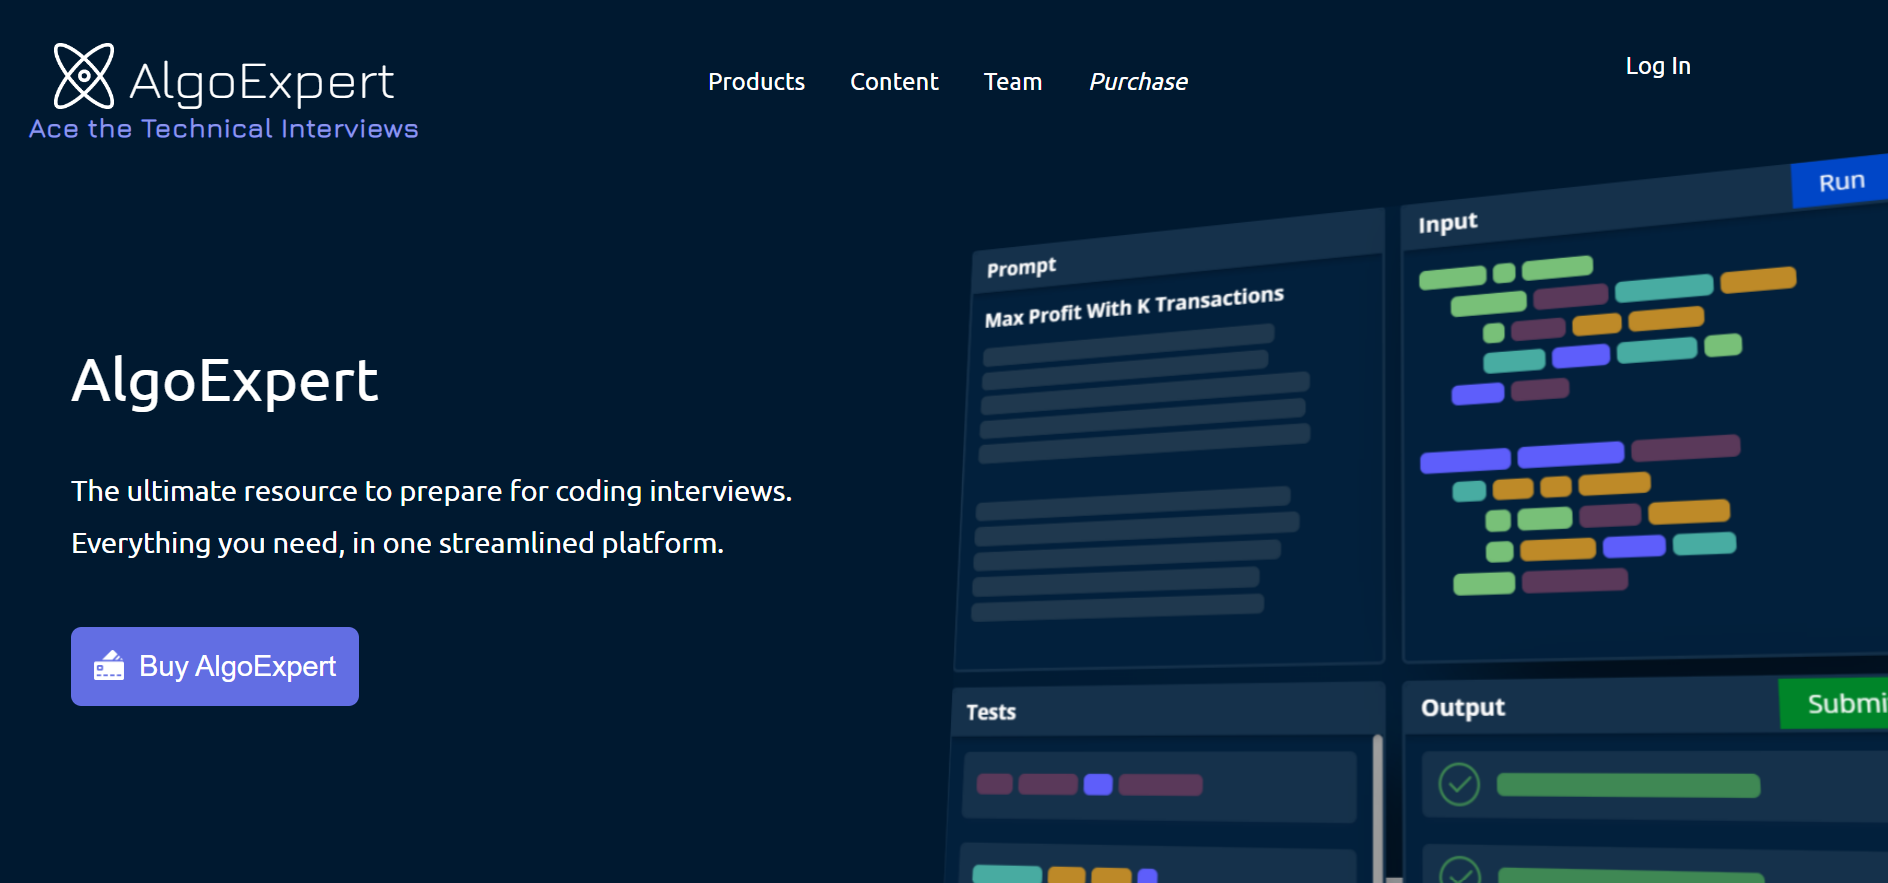 AlgoExpert
Ace the Technical Interviews
Products Content Team Purchase
Log In
AlgoExpert
The ultimate resource to prepare for coding interviews.
Everything you need, in one streamlined platform.
Buy AlgoExpert
Prompt
Max Profit With K Transactions
Input
Run
Tests
Output
Submi